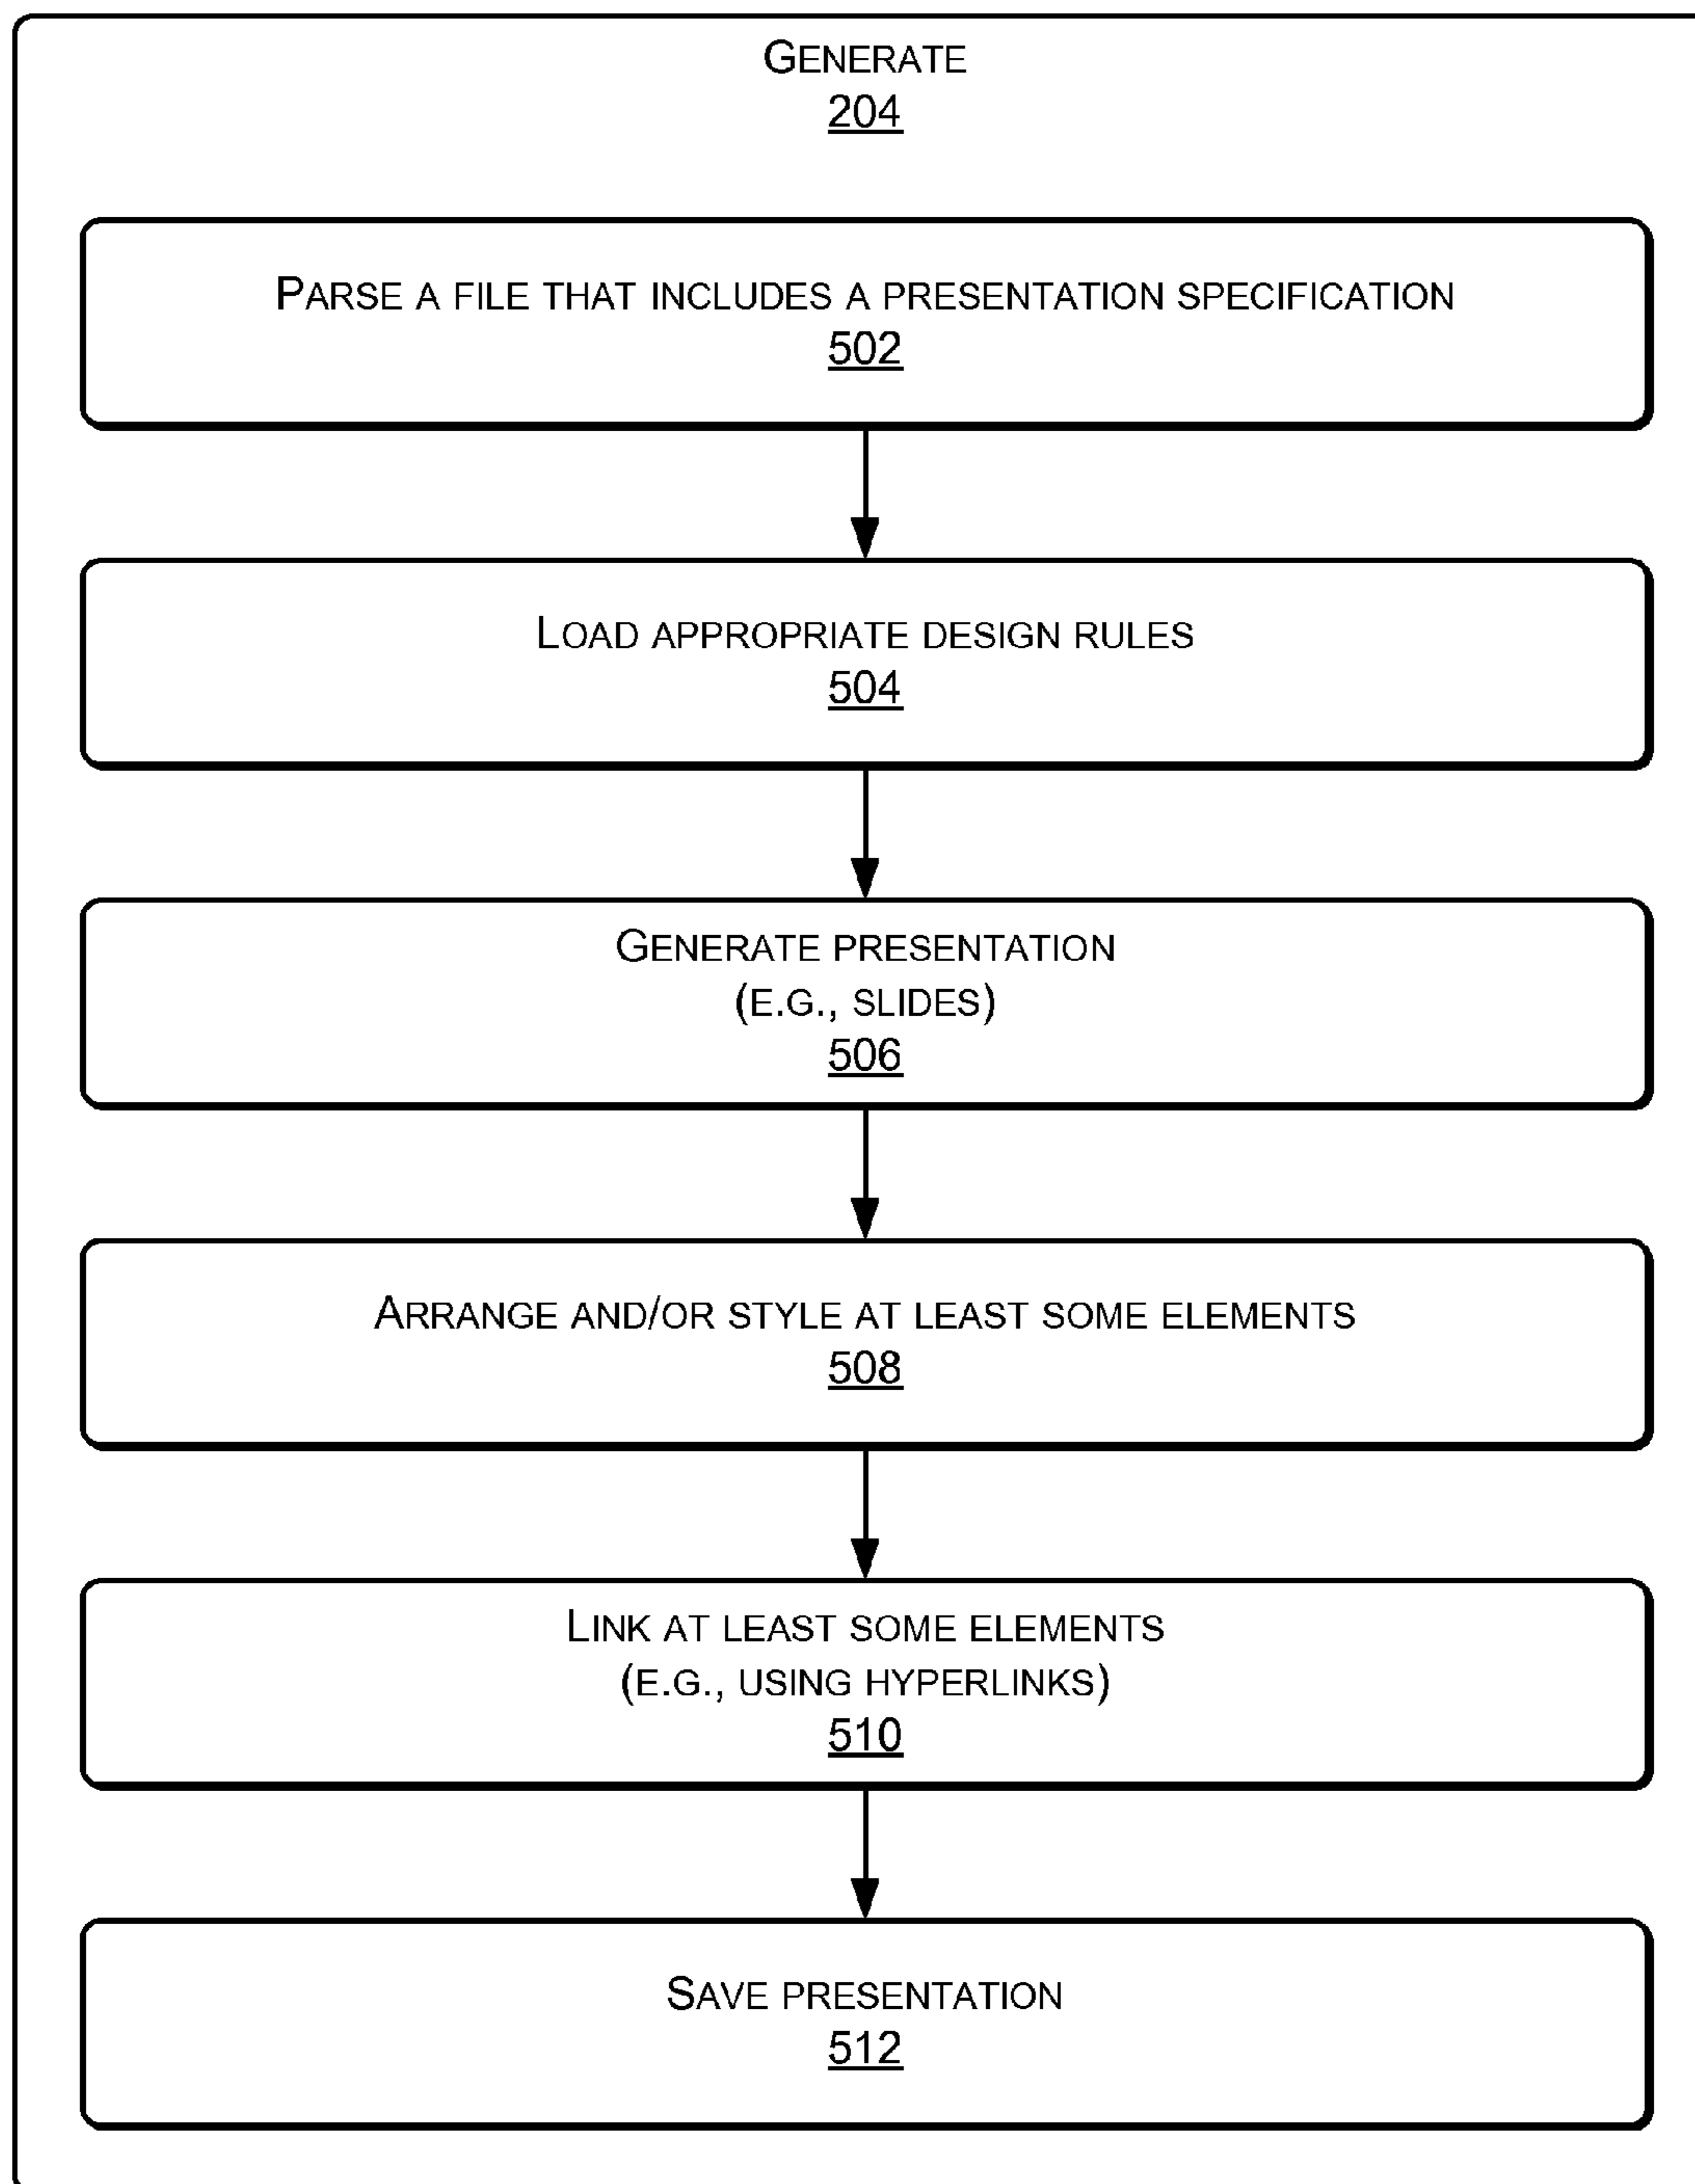 GENERATE
204
PARSE A FILE THAT INCLUDES A PRESENTATION SPECIFICATION
502
LOAD APPROPRIATE DESIGN RULES
504
GENERATE PRESENTATION
(E.G., SLIDES)
506
ARRANGE AND/OR STYLE AT LEAST SOME ELEMENTS
508
LINK AT LEAST SOME ELEMENTS
(E.G., USING HYPERLINKS)
510
SAVE PRESENTATION
512